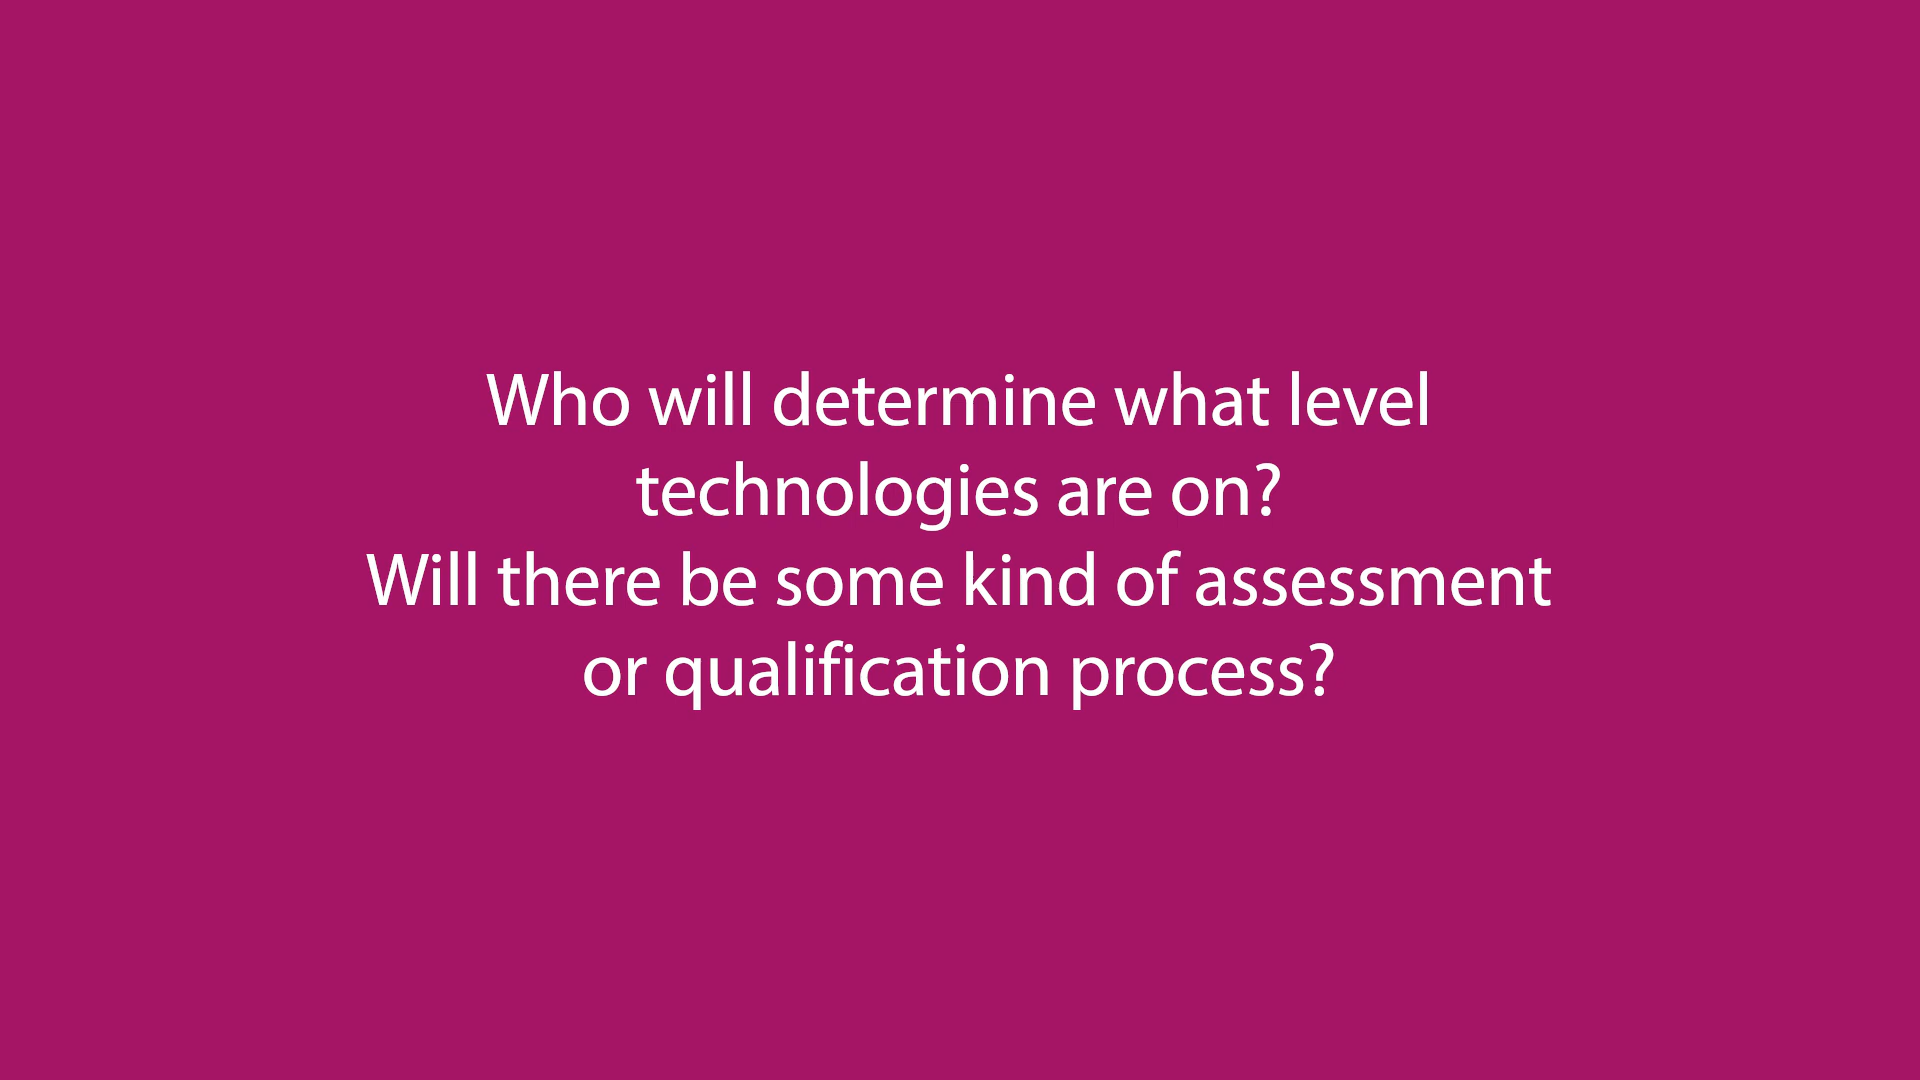 Who will determine what level
technologies are on?
Will there be some kind of assessment
or qualification process?